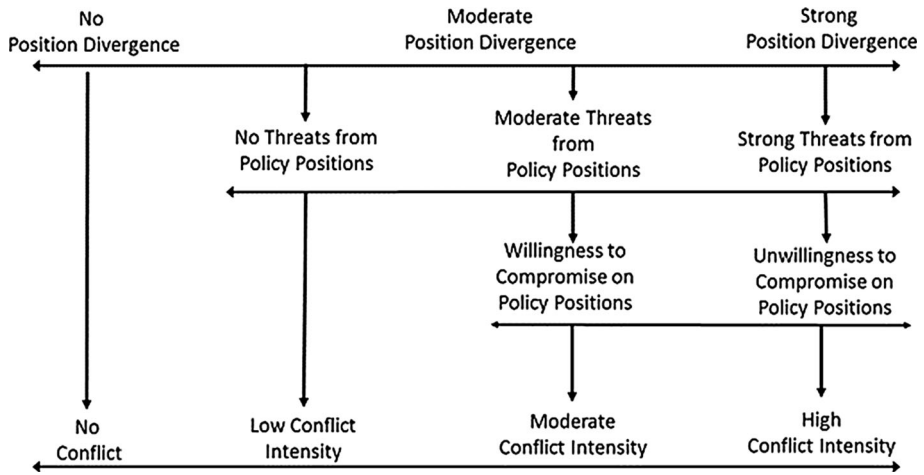 No
Position Divergence
Moderate
Position Divergence
Strong
Position Divergence
No Threats from
Policy Positions
Moderate Threats
from
Policy Positions
Strong Threats from
Policy Positions
Willingness to
Compromise on
Policy Positions
Unwillingness to
Compromise on
Policy Positions
No
Conflict
Low Conflict
Intensity
Moderate
Conflict Intensity
High
Conflict Intensity